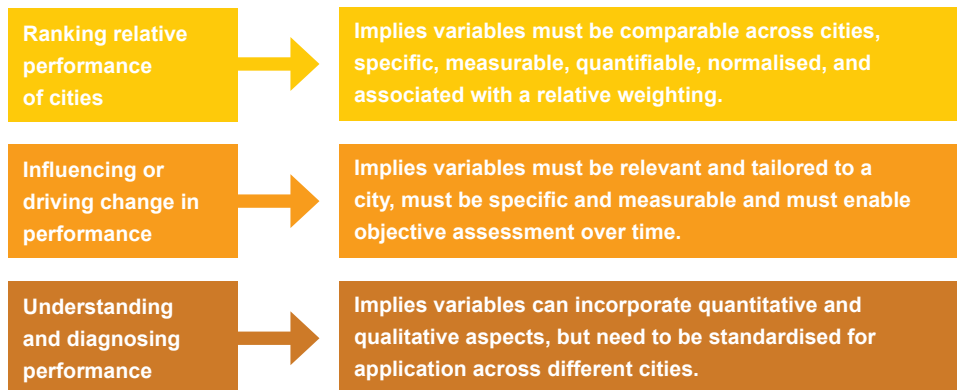 Ranking relative
performance
of cities
Implies variables must be comparable across cities,
specific, measurable, quantifiable, normalised, and
associated with a relative weighting.
Influencing or
driving change in
performance
Implies variables must be relevant and tailored to a
city, must be specific and measurable and must enable
objective assessment over time.
Understanding
and diagnosing
performance
Implies variables can incorporate quantitative and
qualitative aspects, but need to be standardised for
application across different cities.